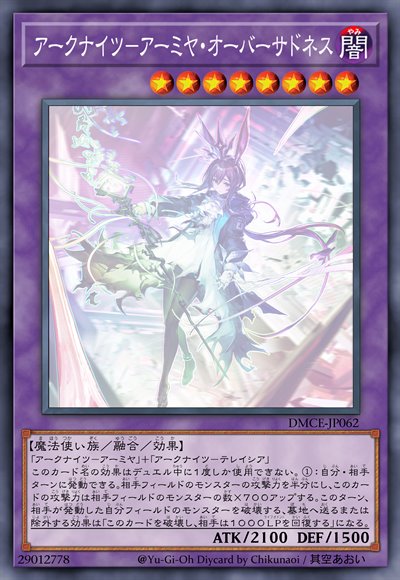 アークナイツーアーミヤ・オーバーサドネス 闇
DMCE-JP062
【魔法使い族/融合/効果】
「アークナイツーアーミヤ」+「アークナイツーテレイシア」
このカード名の効果はデュエル中に1度しか使用できない。①:自分・相手
ターンに発動できる。相手フィールドのモンスターの攻撃力を半分にし、このカー
ドの攻撃力は相手フィールドのモンスターの数×700アップする。このターン、
相手が発動した自分フィールドのモンスターを破壊する、墓地へ送るまたは
除外する効果は「このカードを破壊し、相手は1000LPを回復する」になる。
ATK/2100 DEF/1500
29012778 @Yu-Gi-Oh Diycard by Chikunaoi / 其空あおい